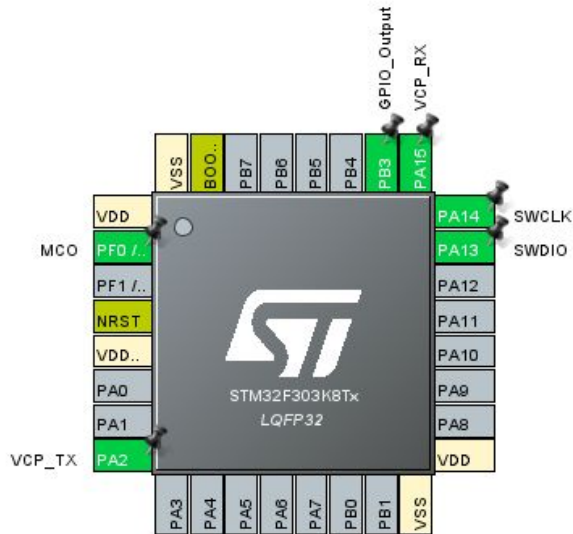 GPIO_Output
VCP_RX
VSS
BOO..
PB7
PB6
PB5
PB4
PB3
PA15
VDD
PA14
SWCLK
MCO
PF0 /..
PA13
SWDIO
PF1 /..
PA12
NRST
PA11
VDD..
PA10
PA0
STM32F303K8Tx
PA9
PA1
LQFP32
PA8
VCP_TX
PA2
VDD
PA3
PA4
PA5
PA6
PA7
PB0
PB1
VSS